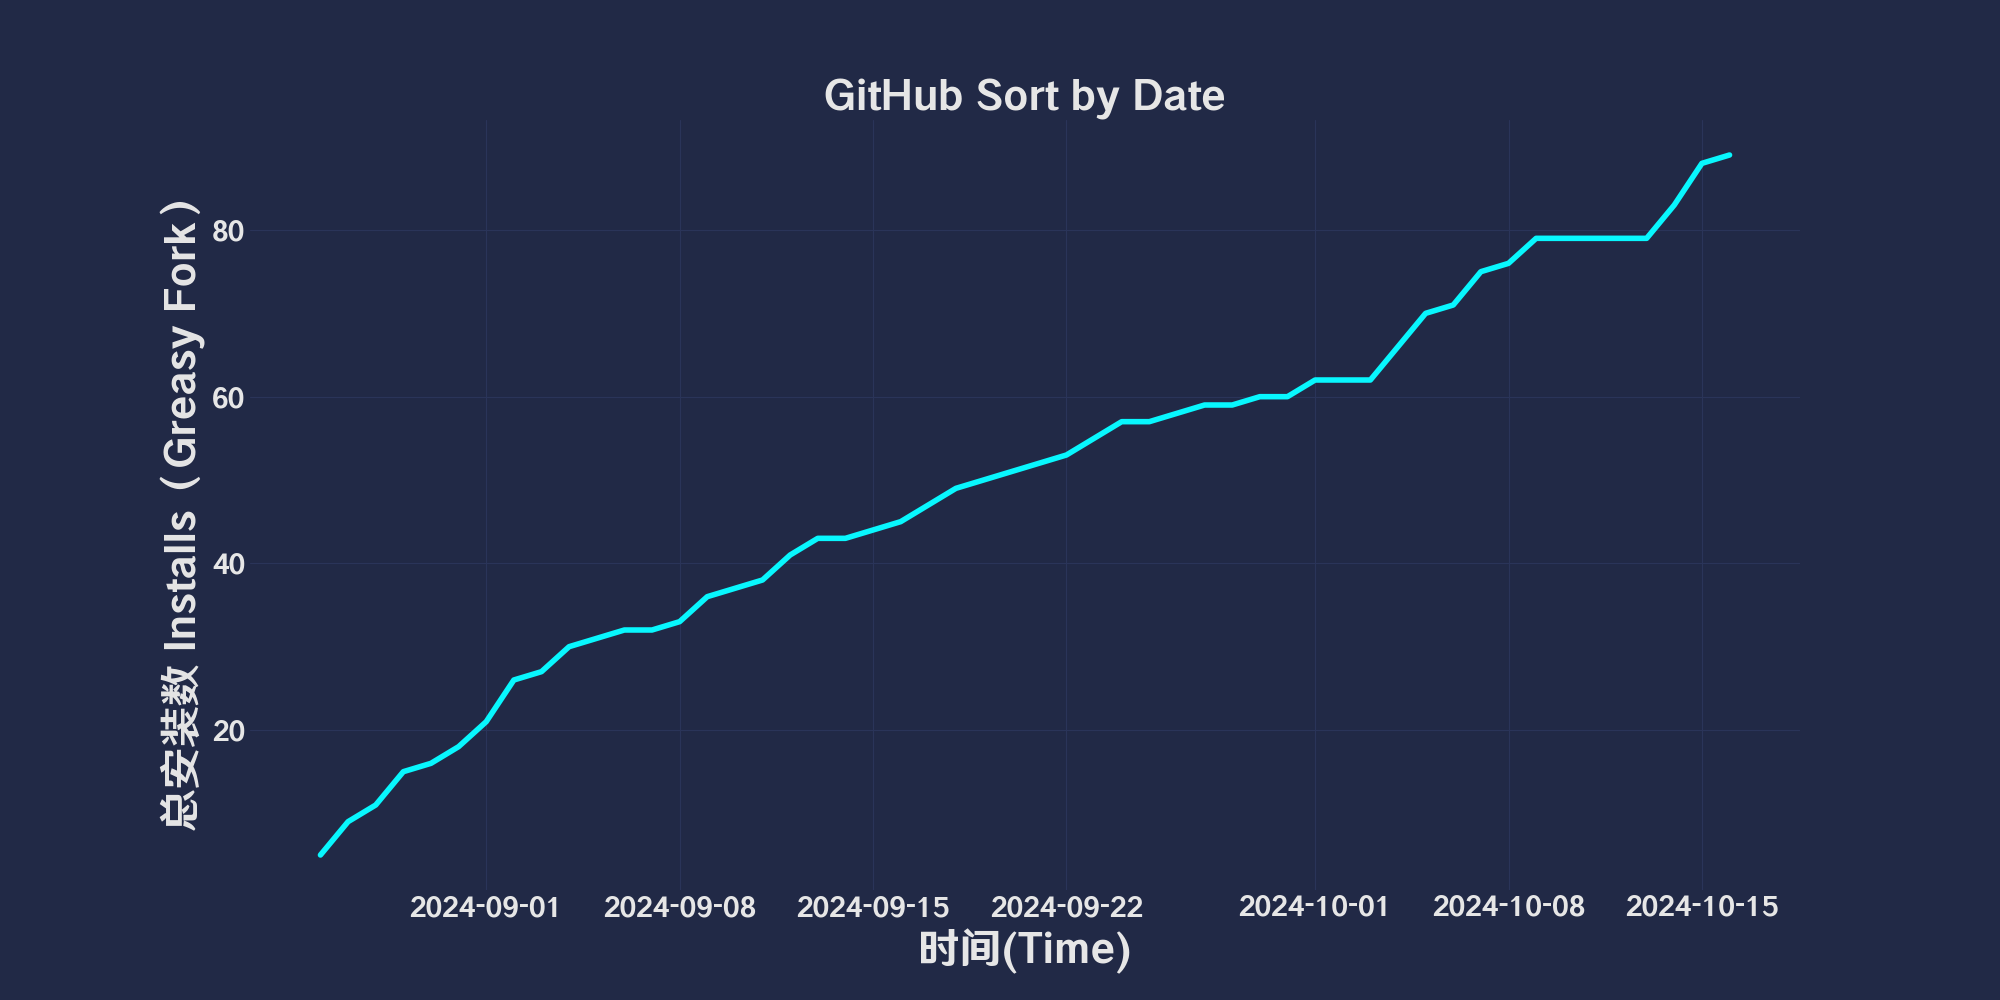 GitHub Sort by Date
总安装数 Installs（Greasy Fork）
80
60
40
20
2024-09-01 2024-09-08 2024-09-15 2024-09-22 2024-10-01 2024-10-08 2024-10-15
时间(Time)